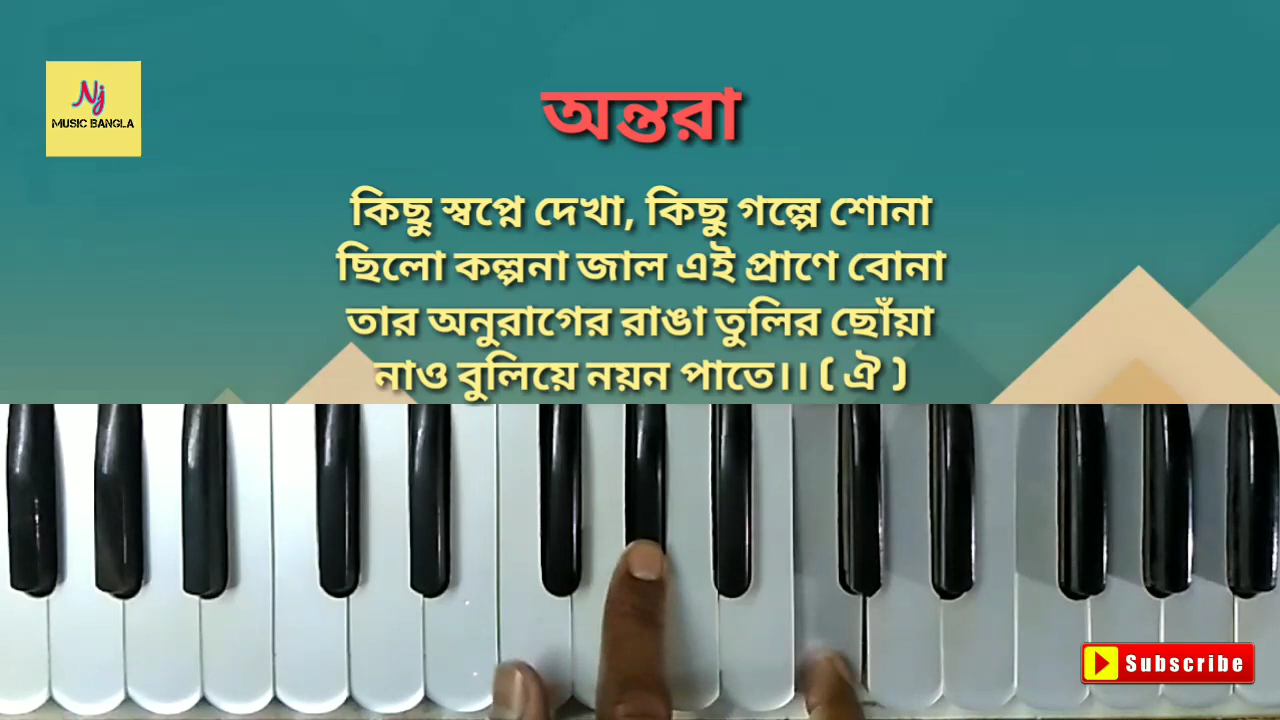 Nj
MUSIC BANGLA
অন্তরা
কিছু স্বপ্নে দেখা, কিছু গল্পে শোনা
ছিলো কল্পনা জাল এই প্রাণে বোনা
তার অনুরাগের রাঙা তুলির ছোঁয়া
নাও বুলিয়ে নয়ন পাতে।। ( ঐ )
Subscribe